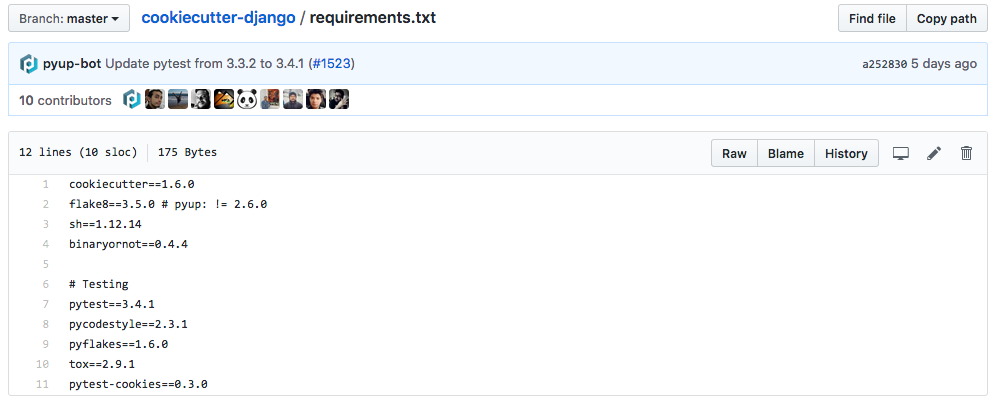 Branch: master
cookiecutter-django / requirements.txt
Find file
Copy path
pyup-bot Update pytest from 3.3.2 to 3.4.1 (#1523)
a252830 5 days ago
10 contributors
12 lines (10 sloc)
175 Bytes
Raw
Blame
History
1 cookiecutter==1.6.0
2 flake8==3.5.0 # pyup: != 2.6.0
3 sh==1.12.14
4 binaryornot==0.4.4
5
6 # Testing
7 pytest==3.4.1
8 pycodestyle==2.3.1
9 pyflakes==1.6.0
10 tox==2.9.1
11 pytest-cookies==0.3.0